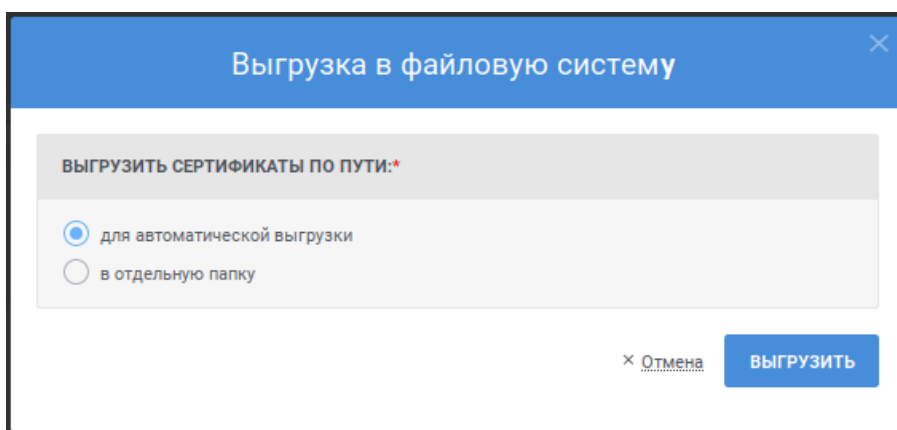 Выгрузка в файловую систему
ВЫГРУЗИТЬ СЕРТИФИКАТЫ ПО ПУТИ:*
для автоматической выгрузки
в отдельную папку
× Отмена
ВЫГРУЗИТЬ